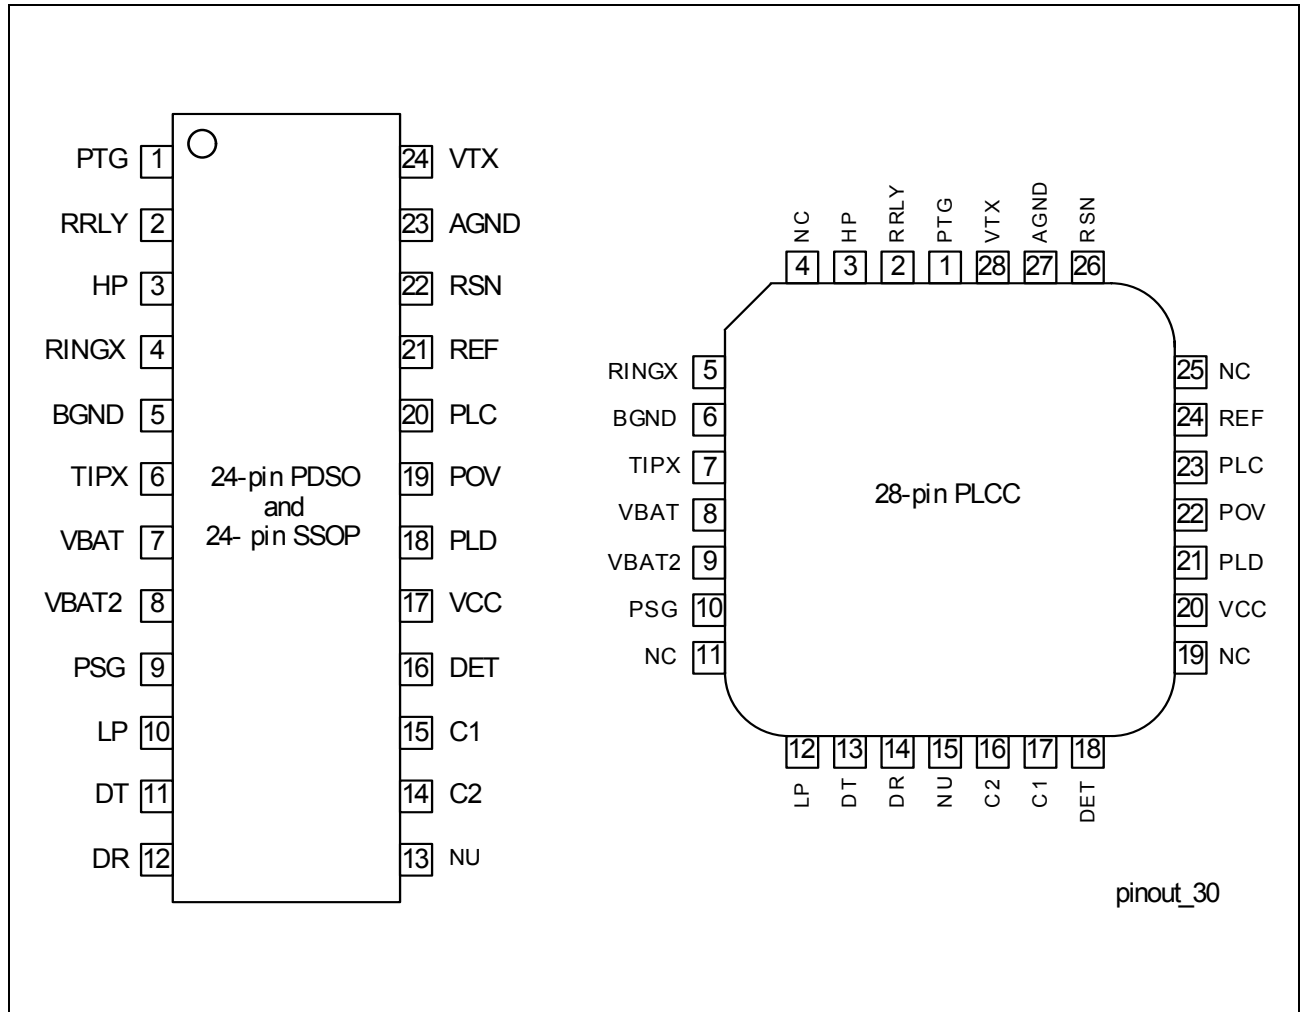 PTG 1
RRLY 2
HP 3
RINGX 4
BGND 5
TIPX 6
VBAT 7
VBAT2 8
PSG 9
LP 10
DT 11
DR 12
24 VTX
23 AGND
22 RSN
21 REF
20 PLC
19 POV
18 PLD
17 VCC
16 DET
15 C1
14 C2
13 NU
24-pin PDSO
and
24- pin SSOP
NC
HP
RRLY
PTG
VTX
AGND
RSN
4 3 2 1 28 27 26
RINGX 5
BGND 6
TIPX 7
VBAT 8
VBAT2 9
PSG 10
NC 11
28-pin PLCC
25 NC
24 REF
23 PLC
22 POV
21 PLD
20 VCC
19 NC
12 13 14 15 16 17 18
LP
DT
DR
NU
C2
C1
DET
pinout_30